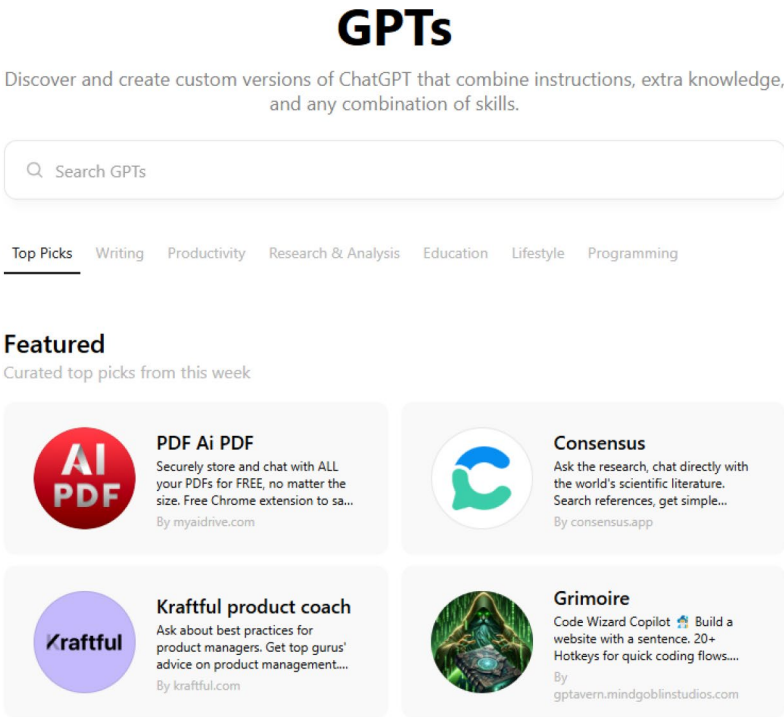 GPTs
Discover and create custom versions of ChatGPT that combine instructions, extra knowledge,
and any combination of skills.
Search GPTs
Top Picks Writing Productivity Research & Analysis Education Lifestyle Programming
Featured
Curated top picks from this week
AI
PDF
PDF Ai PDF
Securely store and chat with ALL
your PDFs for FREE, no matter the
size. Free Chrome extension to sa...
By myaidrive.com
Consensus
Ask the research, chat directly with
the world's scientific literature.
Search references, get simple...
By consensus.app
Kraftful
Kraftful product coach
Ask about best practices for
product managers. Get top gurus'
advice on product management....
By kraftful.com
Grimoire
Code Wizard Copilot 🧙‍♂️ Build a
website with a sentence. 20+
Hotkeys for quick coding flows....
By
gptavern.mindgoblinstudios.com